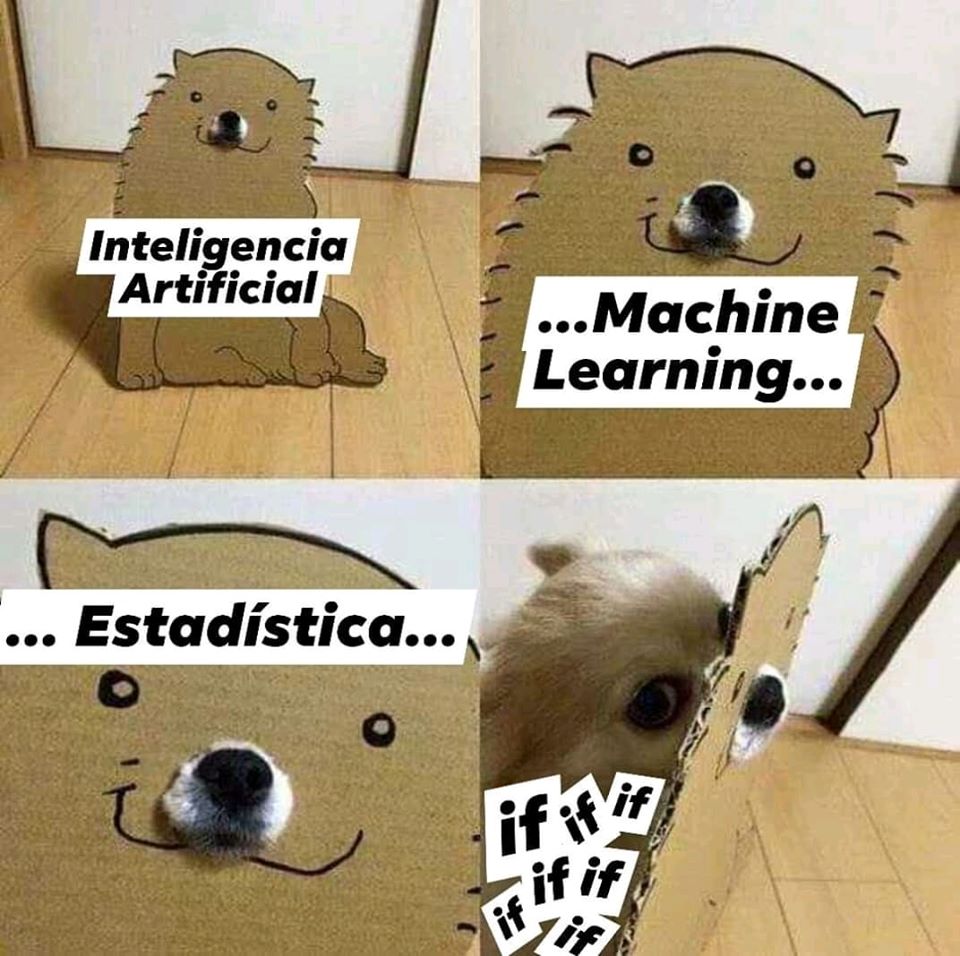 Inteligencia
Artificial
...Machine
Learning...
... Estadística...
if if if
if if
if
if